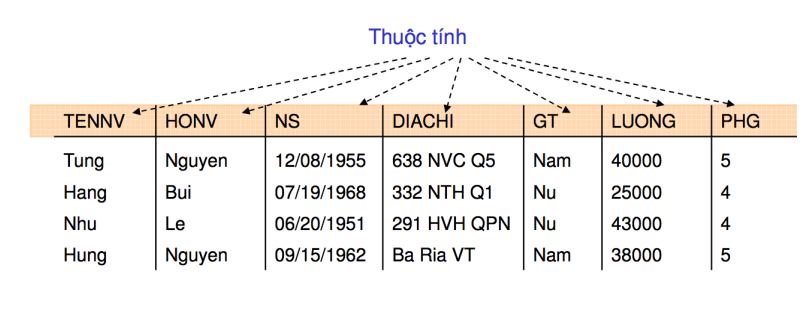 Thuộc tính
TENNV HONV NS DIACHI GT LUONG PHG
Tung Nguyen 12/08/1955 638 NVC Q5 Nam 40000 5
Hang Bui 07/19/1968 332 NTH Q1 Nu 25000 4
Nhu Le 06/20/1951 291 HVH QPN Nu 43000 4
Hung Nguyen 09/15/1962 Ba Ria VT Nam 38000 5